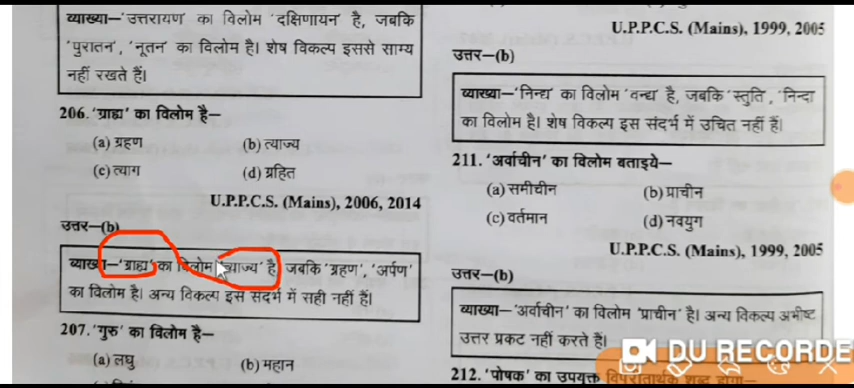 व्याख्या–'उत्तरायण' का विलोम 'दक्षिणायन' है, जबकि
'पुरातन', 'नूतन' का विलोम है। शेष विकल्प इससे साम्य
नहीं रखते हैं।
206. 'ग्राह्य' का विलोम है–
(a) ग्रहण (b) त्याज्य
(c) त्याग (d) ग्रहित
U.P.P.C.S. (Mains), 2006, 2014
उत्तर–(b)
व्याख्या–'ग्राह्य' का विलोम 'त्याज्य' है, जबकि 'ग्रहण', 'अर्पण'
का विलोम है। अन्य विकल्प इस संदर्भ में सही नहीं हैं।
207. 'गुरु' का विलोम है–
(a) लघु (b) महान
U.P.P.C.S. (Mains), 1999, 2005
उत्तर–(b)
व्याख्या–'निन्द्य' का विलोम 'वन्द्य' है, जबकि 'स्तुति', 'निन्दा'
का विलोम है। शेष विकल्प इस संदर्भ में उचित नहीं हैं।
211. 'अर्वाचीन' का विलोम बताइये–
(a) समीचीन (b) प्राचीन
(c) वर्तमान (d) नवयुग
U.P.P.C.S. (Mains), 1999, 2005
उत्तर–(b)
व्याख्या–'अर्वाचीन' का विलोम 'प्राचीन' है। अन्य विकल्प अभीष्ट
उत्तर प्रकट नहीं करते हैं।
212. 'पोषक' का उपयुक्त विपरीतार्थक शब्द होगा–
DU RECORDE